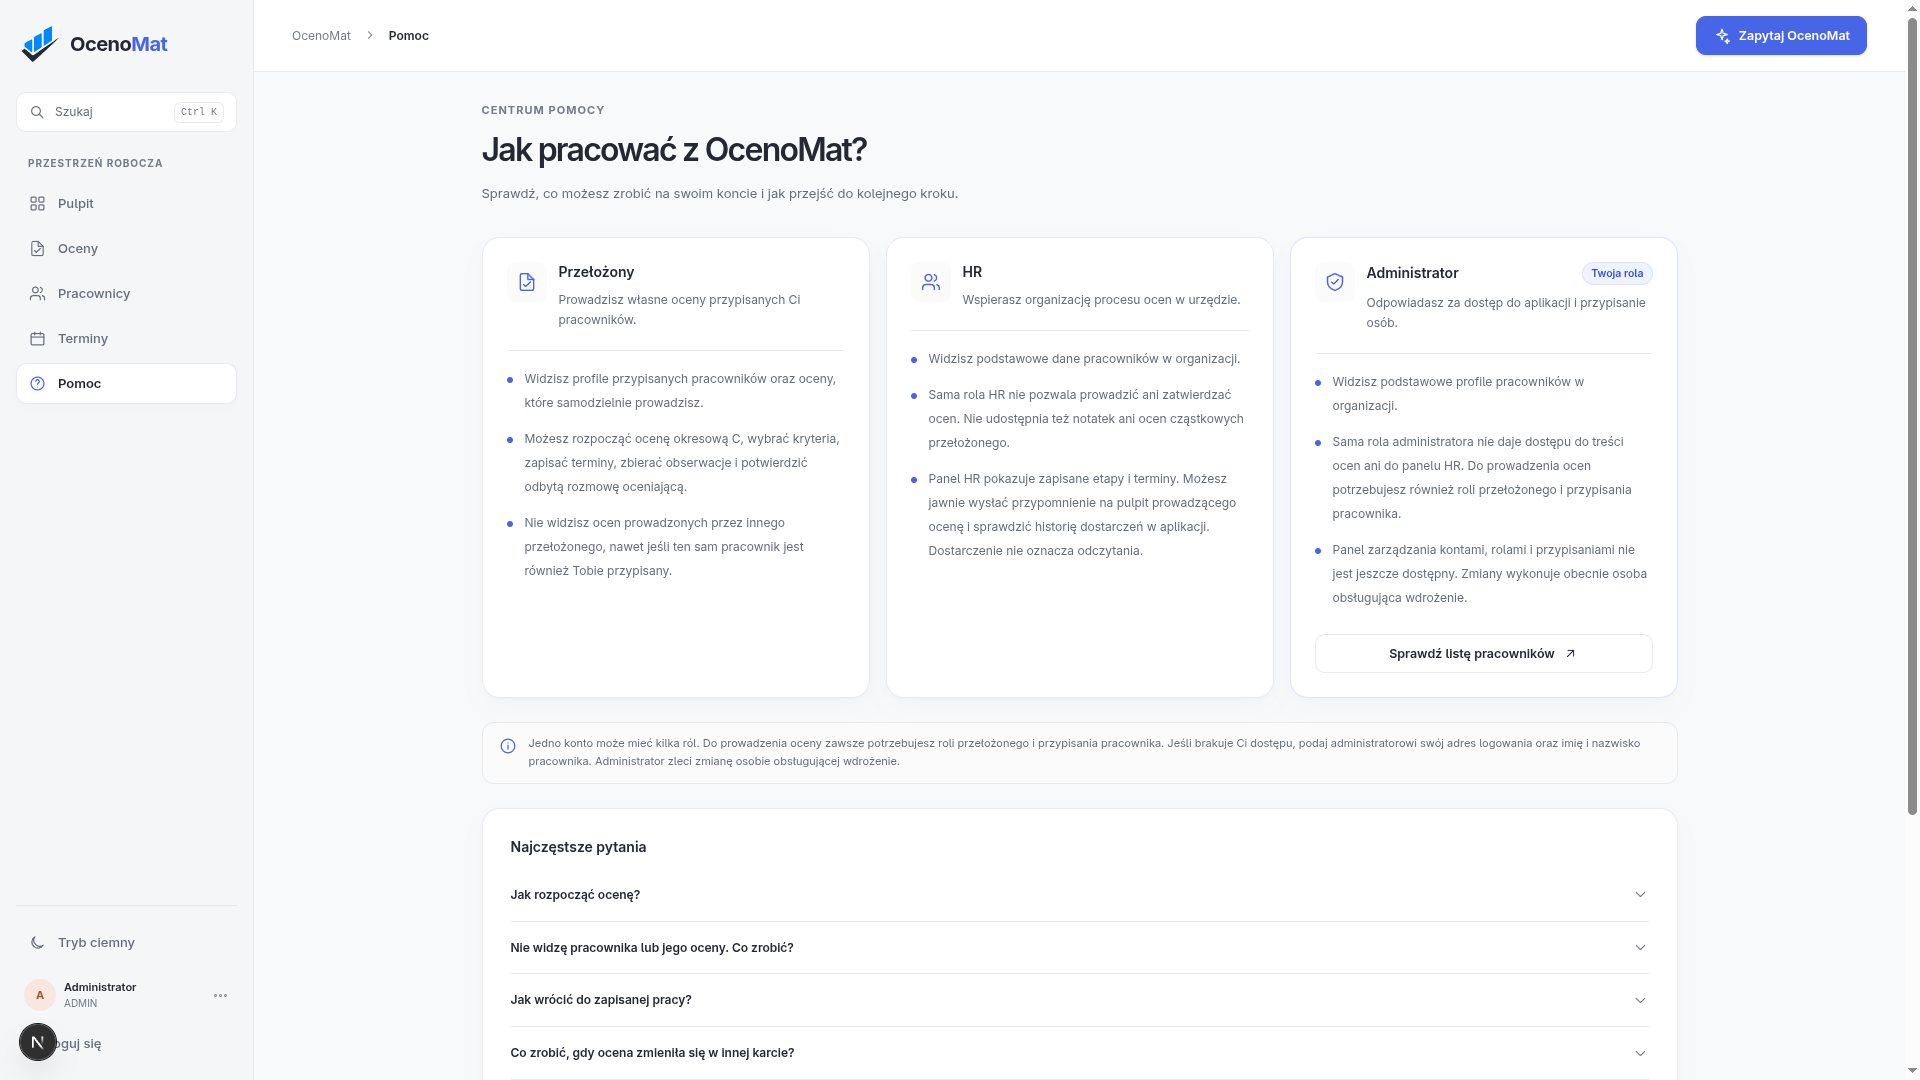 OcenoMat
Szukaj
Ctrl K
PRZESTRZEŃ ROBOCZA
Pulpit
Oceny
Pracownicy
Terminy
Pomoc
Tryb ciemny
A
Administrator
ADMIN
N
oguj się
OcenoMat
Pomoc
Zapytaj OcenoMat
CENTRUM POMOCY
Jak pracować z OcenoMat?
Sprawdź, co możesz zrobić na swoim koncie i jak przejść do kolejnego kroku.
Przełożony
Prowadzisz własne oceny przypisanych Ci
pracowników.
Widzisz profile przypisanych pracowników oraz oceny,
które samodzielnie prowadzisz.
Możesz rozpocząć ocenę okresową C, wybrać kryteria,
zapisać terminy, zbierać obserwacje i potwierdzić
odbytą rozmowę oceniającą.
Nie widzisz ocen prowadzonych przez innego
przełożonego, nawet jeśli ten sam pracownik jest
również Tobie przypisany.
HR
Wspierasz organizację procesu ocen w urzędzie.
Widzisz podstawowe dane pracowników w organizacji.
Sama rola HR nie pozwala prowadzić ani zatwierdzać
ocen. Nie udostępnia też notatek ani ocen cząstkowych
przełożonego.
Panel HR pokazuje zapisane etapy i terminy. Możesz
jawnie wysłać przypomnienie na pulpit prowadzącego
ocenę i sprawdzić historię dostarczeń w aplikacji.
Dostarczenie nie oznacza odczytania.
Administrator
Twoja rola
Odpowiadasz za dostęp do aplikacji i przypisanie
osób.
Widzisz podstawowe profile pracowników w
organizacji.
Sama rola administratora nie daje dostępu do treści
ocen ani do panelu HR. Do prowadzenia ocen
potrzebujesz również roli przełożonego i przypisania
pracownika.
Panel zarządzania kontami, rolami i przypisaniami nie
jest jeszcze dostępny. Zmiany wykonuje obecnie osoba
obsługująca wdrożenie.
Sprawdź listę pracowników
Jedno konto może mieć kilka ról. Do prowadzenia oceny zawsze potrzebujesz roli przełożonego i przypisania pracownika. Jeśli brakuje Ci dostępu, podaj administratorowi swój adres logowania oraz imię i nazwisko
pracownika. Administrator zleci zmianę osobie obsługującej wdrożenie.
Najczęstsze pytania
Jak rozpocząć ocenę?
Nie widzę pracownika lub jego oceny. Co zrobić?
Jak wrócić do zapisanej pracy?
Co zrobić, gdy ocena zmieniła się w innej karcie?